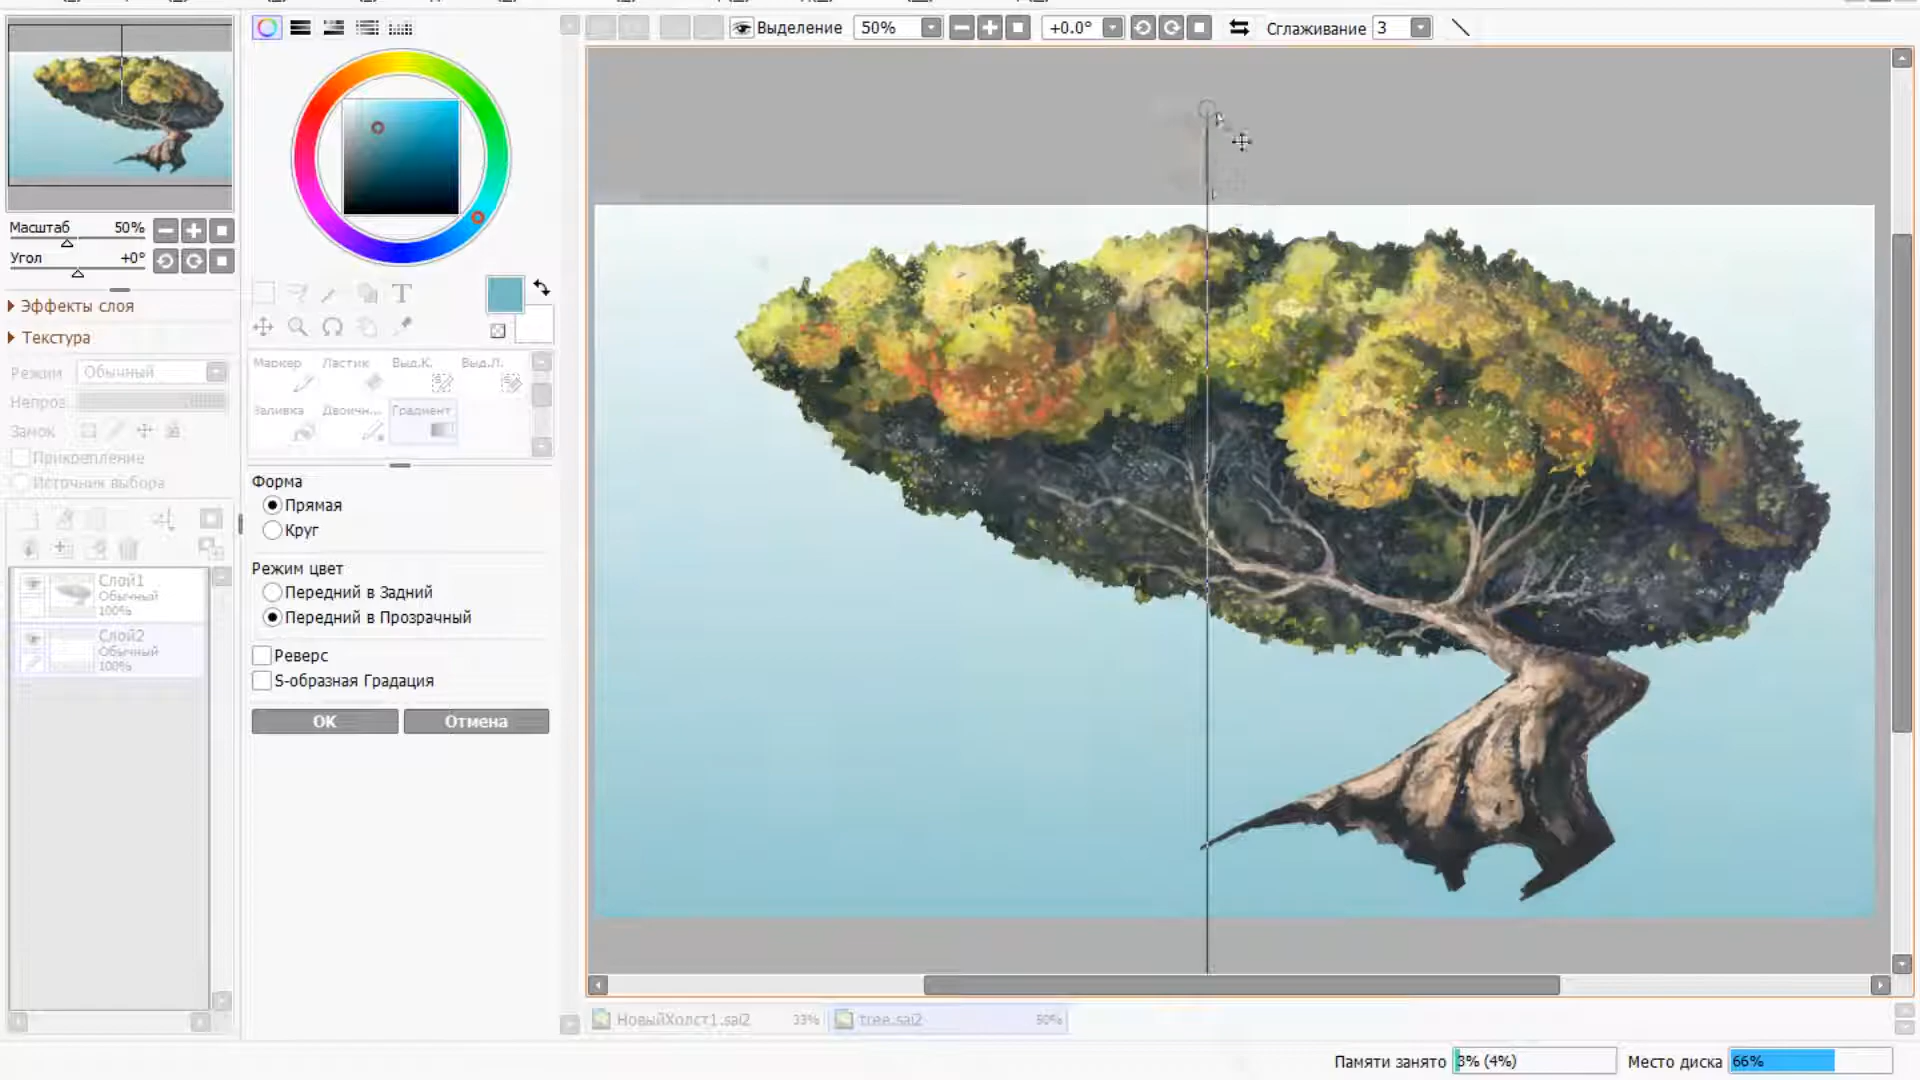 Выделение 50% +0.0° Сглаживание 3
Масштаб 50%
Угол +0°
Эффекты слоя
Текстура
Режим Обычный
Непроз
Замок
Прикрепление
Источник выбора
Слой1
Обычный
100%
Слой2
Обычный
100%
T
Маркер Ластик Выд.К. Выд.Л.
Заливка Двоичн... Градиент
Форма
Прямая
Круг
Режим цвет
Передний в Задний
Передний в Прозрачный
Реверс
S-образная Градация
OK Отмена
НовыйХолст1.sai2 33% tree.sai2 50%
Памяти занято 3% (4%) Место диска 66%